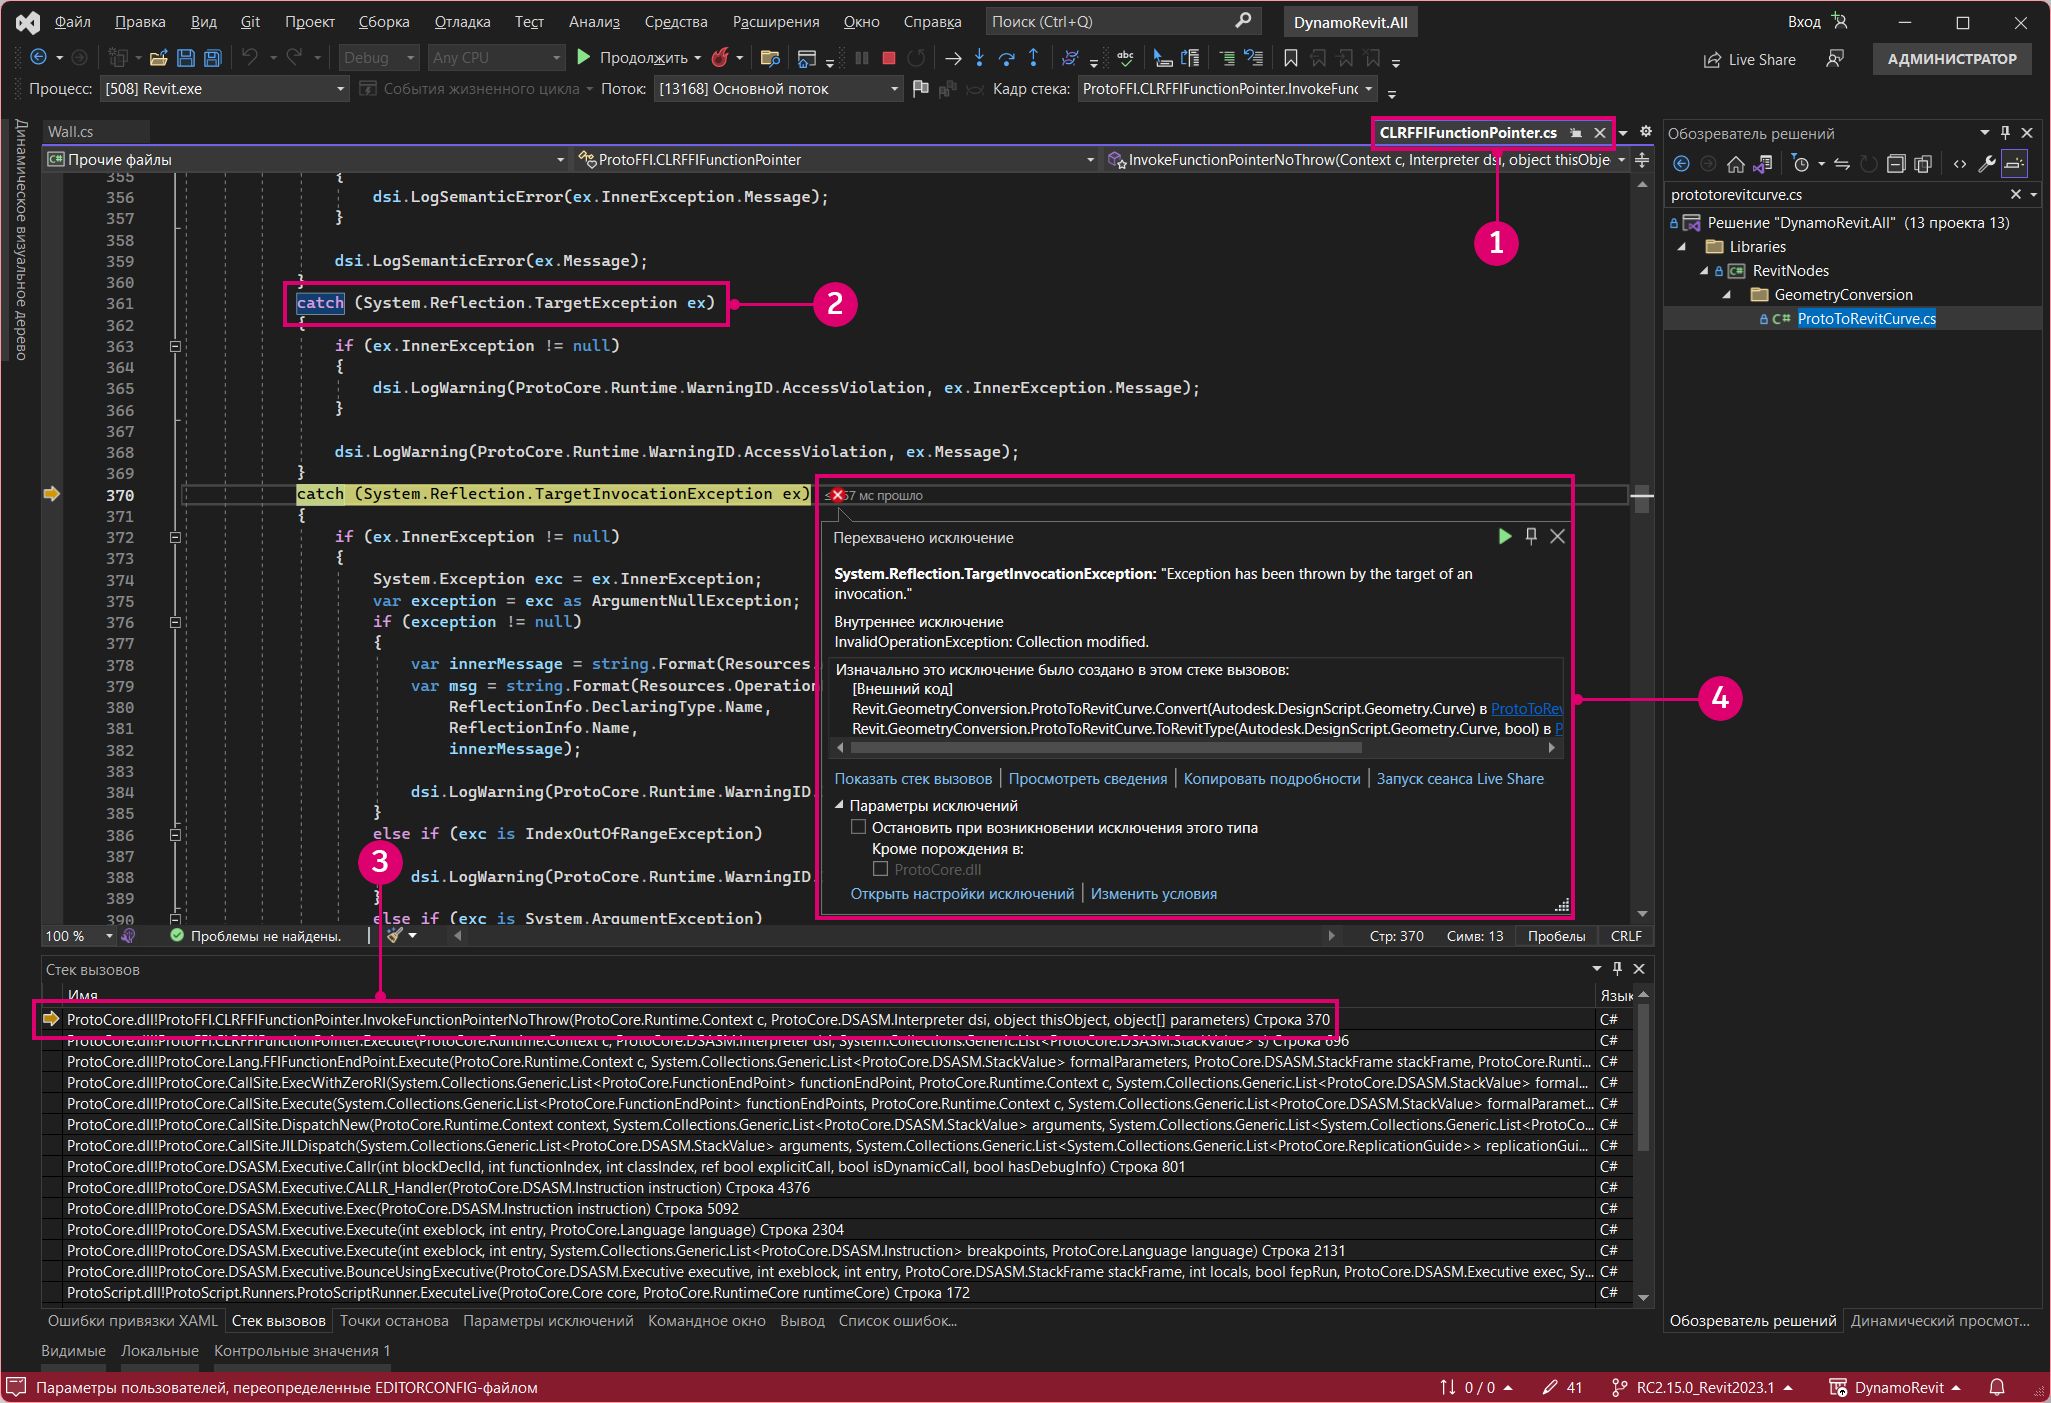 Файл Правка Вид Git Проект Сборка Отладка Тест Анализ Средства Расширения Окно Справка Поиск (Ctrl+Q) DynamoRevit.All Вход
Debug Any CPU Продолжить Live Share АДМИНИСТРАТОР
Процесс: [508] Revit.exe События жизненного цикла Поток: [13168] Основной поток Кадр стека: ProtoFFI.CLRFFIFunctionPointer.InvokeFunc
Динамическое визуальное дерево
Wall.cs CLRFFIFunctionPointer.cs
Прочие файлы ProtoFFI.CLRFFIFunctionPointer InvokeFunctionPointerNoThrow(Context c, Interpreter dsi, object thisObje
355 {
356 dsi.LogSemanticError(ex.InnerException.Message);
357 }
358
359 dsi.LogSemanticError(ex.Message);
360 }
361 catch (System.Reflection.TargetException ex)
362 {
363 if (ex.InnerException != null)
364 {
365 dsi.LogWarning(ProtoCore.Runtime.WarningID.AccessViolation, ex.InnerException.Message);
366 }
367
368 dsi.LogWarning(ProtoCore.Runtime.WarningID.AccessViolation, ex.Message);
369 }
370 catch (System.Reflection.TargetInvocationException ex) 57 мс прошло
371 {
372 if (ex.InnerException != null)
373 {
374 System.Exception exc = ex.InnerException;
375 var exception = exc as ArgumentNullException;
376 if (exception != null)
377 {
378 var innerMessage = string.Format(Resources.
379 var msg = string.Format(Resources.Operation
380 ReflectionInfo.DeclaringType.Name,
381 ReflectionInfo.Name,
382 innerMessage);
383
384 dsi.LogWarning(ProtoCore.Runtime.WarningID.
385 }
386 else if (exc is IndexOutOfRangeException)
387
388 dsi.LogWarning(ProtoCore.Runtime.WarningID.
389 }
390 else if (exc is System.ArgumentException)
1
2
3
4
Перехвачено исключение
System.Reflection.TargetInvocationException: "Exception has been thrown by the target of an
invocation."
Внутреннее исключение
InvalidOperationException: Collection modified.
Изначально это исключение было создано в этом стеке вызовов:
[Внешний код]
Revit.GeometryConversion.ProtoToRevitCurve.Convert(Autodesk.DesignScript.Geometry.Curve) в ProtoToRev
Revit.GeometryConversion.ProtoToRevitCurve.ToRevitType(Autodesk.DesignScript.Geometry.Curve, bool) в P
Показать стек вызовов Просмотреть сведения Копировать подробности Запуск сеанса Live Share
Параметры исключений
Остановить при возникновении исключения этого типа
Кроме порождения в:
ProtoCore.dll
Открыть настройки исключений Изменить условия
100 % Проблемы не найдены. Стр: 370 Симв: 13 Пробелы CRLF
Стек вызовов
Имя Язык
ProtoCore.dll!ProtoFFI.CLRFFIFunctionPointer.InvokeFunctionPointerNoThrow(ProtoCore.Runtime.Context c, ProtoCore.DSASM.Interpreter dsi, object thisObject, object[] parameters) Строка 370 C#
ProtoCore.dll!ProtoFFI.CLRFFIFunctionPointer.Execute(ProtoCore.Runtime.Context c, ProtoCore.DSASM.Interpreter dsi, System.Collections.Generic.List<ProtoCore.DSASM.StackValue> s) Строка 696 C#
ProtoCore.dll!ProtoCore.Lang.FFIFunctionEndPoint.Execute(ProtoCore.Runtime.Context c, System.Collections.Generic.List<ProtoCore.DSASM.StackValue> formalParameters, ProtoCore.DSASM.StackFrame stackFrame, ProtoCore.Runti... C#
ProtoCore.dll!ProtoCore.CallSite.ExecWithZeroRI(System.Collections.Generic.List<ProtoCore.FunctionEndPoint> functionEndPoint, ProtoCore.Runtime.Context c, System.Collections.Generic.List<ProtoCore.DSASM.StackValue> formal... C#
ProtoCore.dll!ProtoCore.CallSite.Execute(System.Collections.Generic.List<ProtoCore.FunctionEndPoint> functionEndPoints, ProtoCore.Runtime.Context c, System.Collections.Generic.List<ProtoCore.DSASM.StackValue> formalParamet... C#
ProtoCore.dll!ProtoCore.CallSite.DispatchNew(ProtoCore.Runtime.Context context, System.Collections.Generic.List<ProtoCore.DSASM.StackValue> arguments, System.Collections.Generic.List<System.Collections.Generic.List<ProtoCo... C#
ProtoCore.dll!ProtoCore.CallSite.JILDispatch(System.Collections.Generic.List<ProtoCore.DSASM.StackValue> arguments, System.Collections.Generic.List<System.Collections.Generic.List<ProtoCore.ReplicationGuide>> replicationGui... C#
ProtoCore.dll!ProtoCore.DSASM.Executive.Callr(int blockDeclId, int functionIndex, int classIndex, ref bool explicitCall, bool isDynamicCall, bool hasDebugInfo) Строка 801 C#
ProtoCore.dll!ProtoCore.DSASM.Executive.CALLR_Handler(ProtoCore.DSASM.Instruction instruction) Строка 4376 C#
ProtoCore.dll!ProtoCore.DSASM.Executive.Exec(ProtoCore.DSASM.Instruction instruction) Строка 5092 C#
ProtoCore.dll!ProtoCore.DSASM.Executive.Execute(int exeblock, int entry, ProtoCore.Language language) Строка 2304 C#
ProtoCore.dll!ProtoCore.DSASM.Executive.Execute(int exeblock, int entry, System.Collections.Generic.List<ProtoCore.DSASM.Instruction> breakpoints, ProtoCore.Language language) Строка 2131 C#
ProtoCore.dll!ProtoCore.DSASM.Executive.BounceUsingExecutive(ProtoCore.DSASM.Executive executive, int exeblock, int entry, ProtoCore.DSASM.StackFrame stackFrame, int locals, bool fepRun, ProtoCore.DSASM.Executive exec, Sy... C#
ProtoScript.dll!ProtoScript.Runners.ProtoScriptRunner.ExecuteLive(ProtoCore.Core core, ProtoCore.RuntimeCore runtimeCore) Строка 172 C#
Ошибки привязки XAML Стек вызовов Точки останова Параметры исключений Командное окно Вывод Список ошибок...
Видимые Локальные Контрольные значения 1
Обозреватель решений
prototorevitcurve.cs
Решение "DynamoRevit.All" (13 проекта 13)
Libraries
RevitNodes
GeometryConversion
ProtoToRevitCurve.cs
Обозреватель решений Динамический просмот...
Параметры пользователей, переопределенные EDITORCONFIG-файлом 0 / 0 41 RC2.15.0_Revit2023.1 DynamoRevit